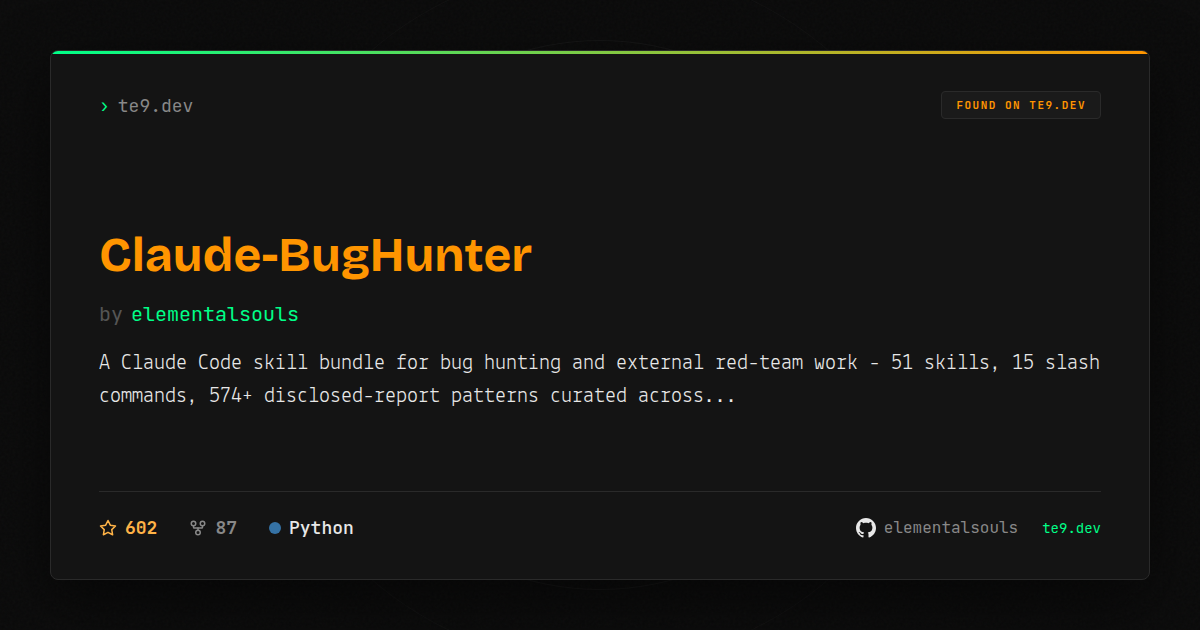 › te9.dev
FOUND ON TE9.DEV
Claude-BugHunter
by elementalsouls
A Claude Code skill bundle for bug hunting and external red-team work - 51 skills, 15 slash
commands, 574+ disclosed-report patterns curated across...
602 87 Python
elementalsouls te9.dev